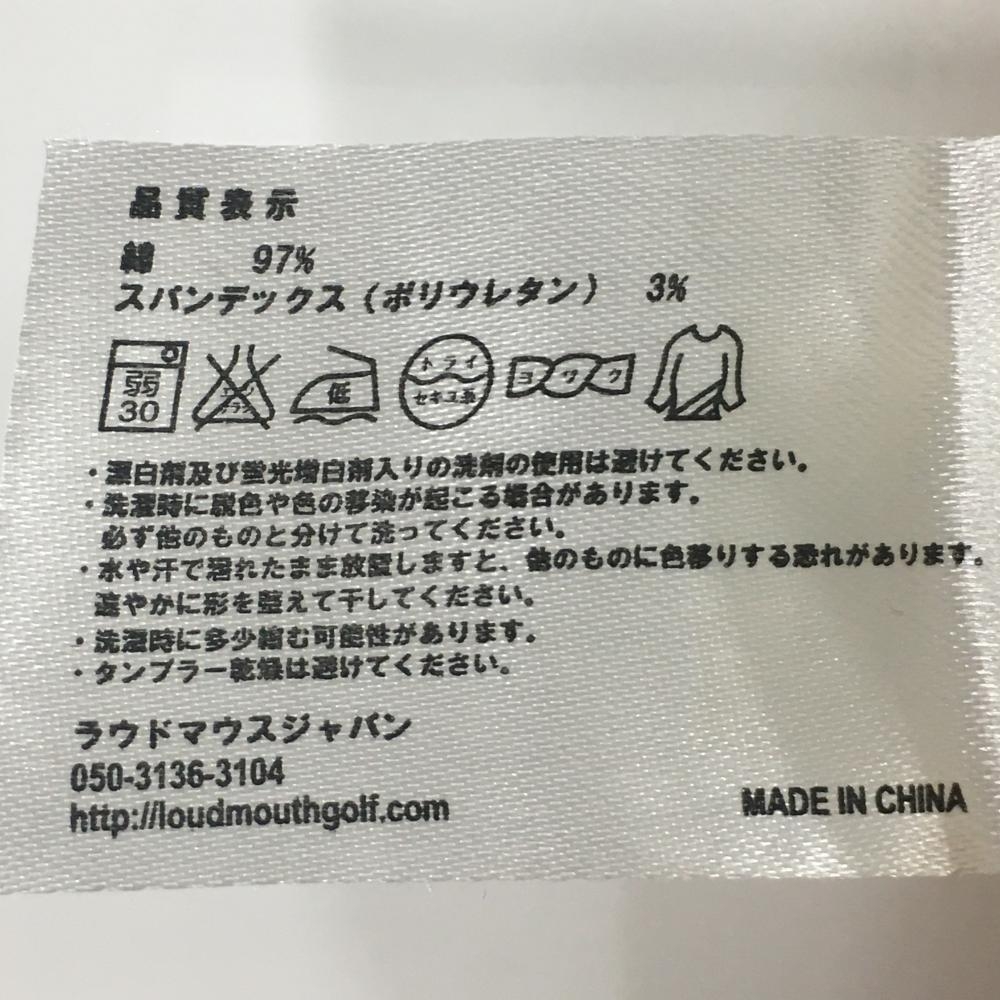 品質表示
綿 97%
スパンデックス（ポリウレタン） 3%
弱
30
エンソ
サラシ
低
ドライ
セキユ系
ヨワク
・漂白剤及び蛍光増白剤入りの洗剤の使用は避けてください。
・洗濯時に脱色や色の移染が起こる場合があります。
必ず他のものと分けて洗ってください。
・水や汗で濡れたまま放置しますと、他のものに色移りする恐れがあります。
速やかに形を整えて干してください。
・洗濯時に多少縮む可能性があります。
・タンブラー乾燥は避けてください。
ラウドマウスジャパン
050-3136-3104
http://loudmouthgolf.com
MADE IN CHINA